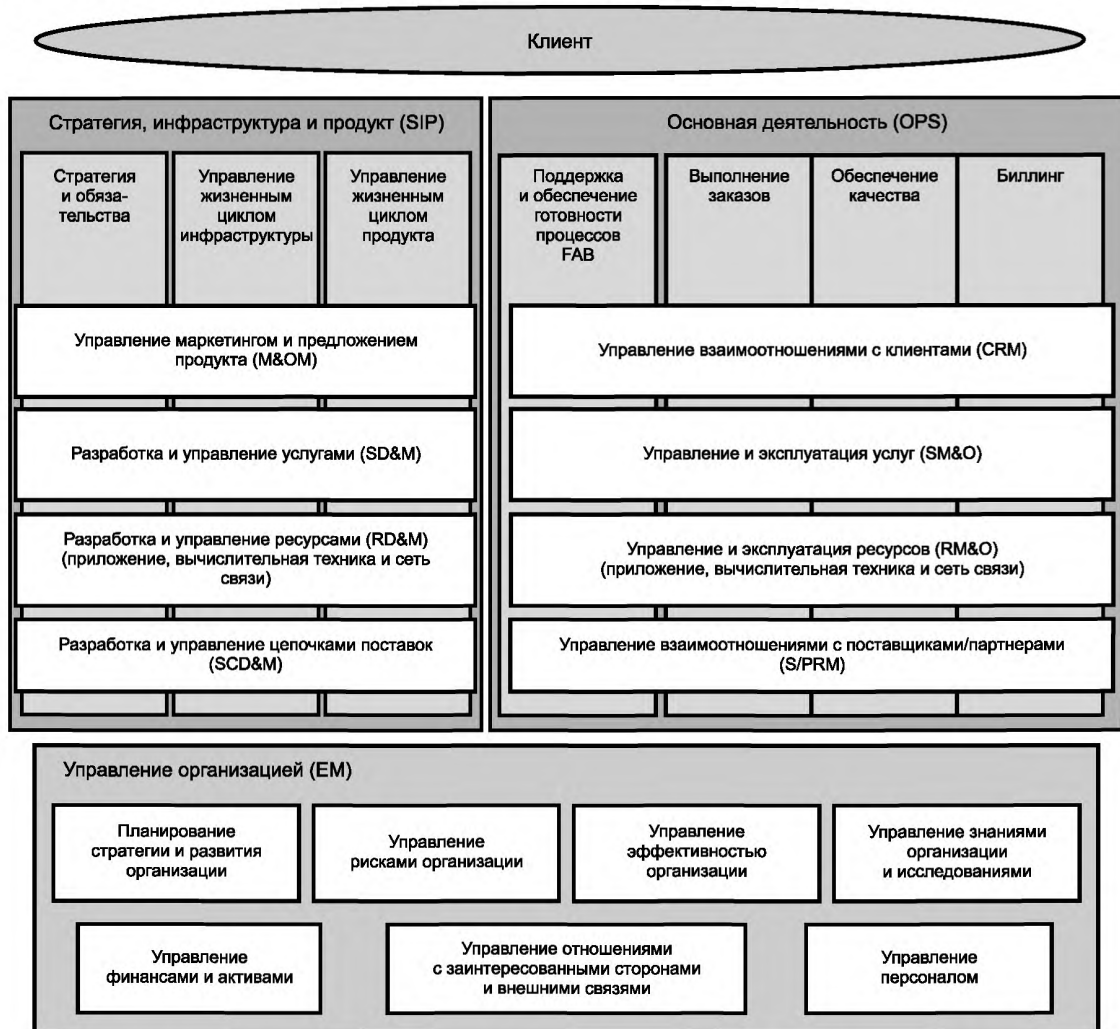 Клиент
Стратегия, инфраструктура и продукт (SIP)
Стратегия
и обяза-
тельства
Управление
жизненным
циклом
инфраструктуры
Управление
жизненным
циклом
продукта
Управление маркетингом и предложением
продукта (M&OM)
Разработка и управление услугами (SD&M)
Разработка и управление ресурсами (RD&M)
(приложение, вычислительная техника и сеть
связи)
Разработка и управление цепочками поставок
(SCD&M)
Основная деятельность (OPS)
Поддержка
и обеспечение
готовности
процессов
FAB
Выполнение
заказов
Обеспечение
качества
Биллинг
Управление взаимоотношениями с клиентами (CRM)
Управление и эксплуатация услуг (SM&O)
Управление и эксплуатация ресурсов (RM&O)
(приложение, вычислительная техника и сеть связи)
Управление взаимоотношениями с поставщиками/партнерами
(S/PRM)
Управление организацией (EM)
Планирование
стратегии и развития
организации
Управление
рисками организации
Управление
эффективностью
организации
Управление знаниями
организации
и исследованиями
Управление
финансами и активами
Управление отношениями
с заинтересованными сторонами
и внешними связями
Управление
персоналом